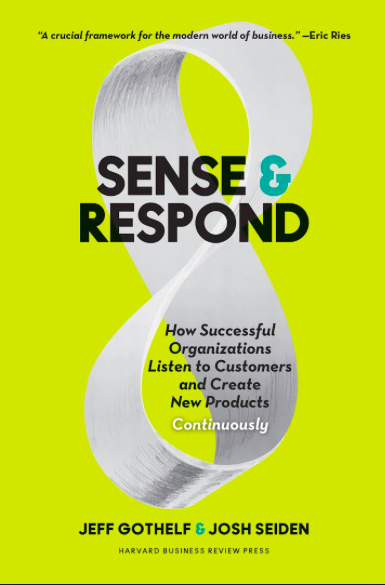 “A crucial framework for the modern world of business.” —Eric Ries
SENSE &
RESPOND
How Successful
Organizations
Listen to Customers
and Create
New Products
Continuously
JEFF GOTHELF & JOSH SEIDEN
HARVARD BUSINESS REVIEW PRESS